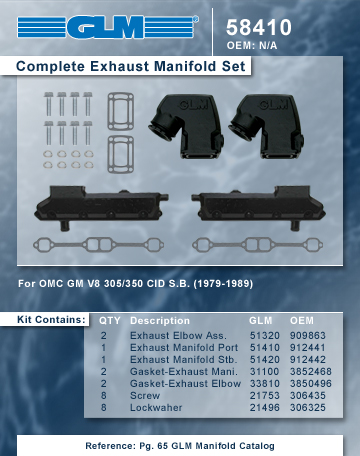 GLM®
58410
OEM: N/A
Complete Exhaust Manifold Set
GLM GLM
For OMC GM V8 305/350 CID S.B. (1979-1989)
Kit Contains:
QTY Description GLM OEM
2 Exhaust Elbow Ass. 51320 909863
1 Exhaust Manifold Port 51410 912441
1 Exhaust Manifold Stb. 51420 912442
2 Gasket-Exhaust Mani. 31100 3852468
2 Gasket-Exhaust Elbow 33810 3850496
8 Screw 21753 306435
8 Lockwaher 21496 306325
Reference: Pg. 65 GLM Manifold Catalog